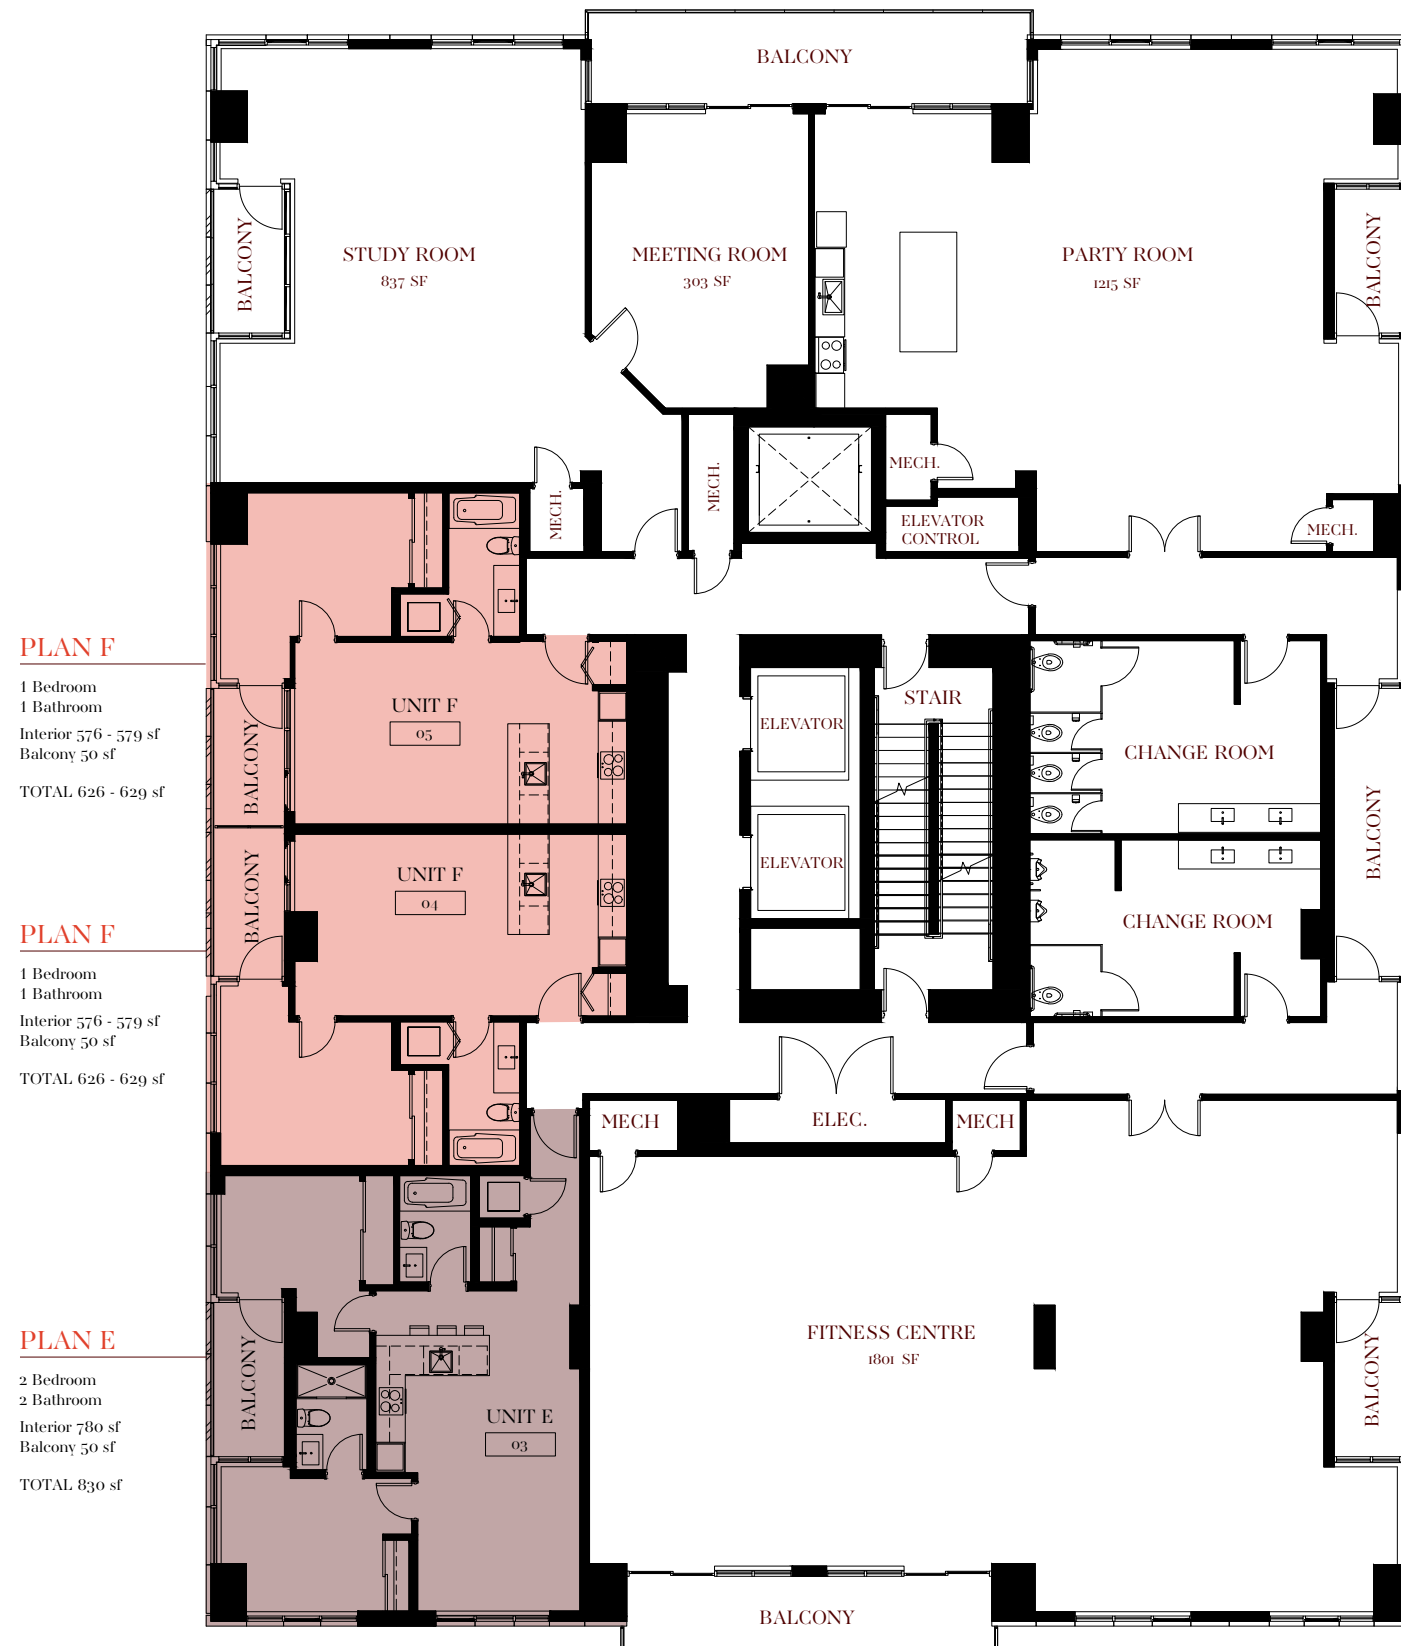 BALCONY
BALCONY
STUDY ROOM
837 SF
MEETING ROOM
303 SF
PARTY ROOM
1215 SF
BALCONY
MECH.
MECH.
MECH.
ELEVATOR
CONTROL
MECH.
PLAN F
1 Bedroom
1 Bathroom
Interior 576 - 579 sf
Balcony 50 sf
TOTAL 626 - 629 sf
BALCONY
UNIT F
05
ELEVATOR
STAIR
CHANGE ROOM
BALCONY
PLAN F
1 Bedroom
1 Bathroom
Interior 576 - 579 sf
Balcony 50 sf
TOTAL 626 - 629 sf
BALCONY
UNIT F
04
ELEVATOR
CHANGE ROOM
MECH
ELEC.
MECH
PLAN E
2 Bedroom
2 Bathroom
Interior 780 sf
Balcony 50 sf
TOTAL 830 sf
BALCONY
UNIT E
03
FITNESS CENTRE
1801 SF
BALCONY
BALCONY